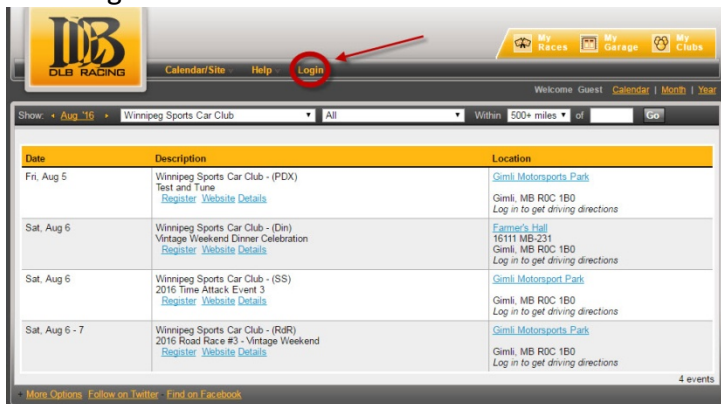 DLB
DLB RACING
Calendar/Site Help Login
My Races My Garage My Clubs
Welcome Guest Calendar | Month | Year
Show: Aug '16 Winnipeg Sports Car Club All Within 500+ miles of Go
Date Description Location
Fri, Aug 5 Winnipeg Sports Car Club - (PDX) Gimli Motorsports Park
Test and Tune
Register Website Details Gimli, MB R0C 1B0
Log in to get driving directions
Sat, Aug 6 Winnipeg Sports Car Club - (Din) Farmer's Hall
Vintage Weekend Dinner Celebration 16111 MB-231
Register Website Details Gimli, MB R0C 1B0
Log in to get driving directions
Sat, Aug 6 Winnipeg Sports Car Club - (SS) Gimli Motorsport Park
2016 Time Attack Event 3
Register Website Details Gimli, MB R0C 1B0
Log in to get driving directions
Sat, Aug 6 - 7 Winnipeg Sports Car Club - (RdR) Gimli Motorsports Park
2016 Road Race #3 - Vintage Weekend
Register Website Details Gimli, MB R0C 1B0
Log in to get driving directions
4 events
More Options Follow on Twitter Find on Facebook